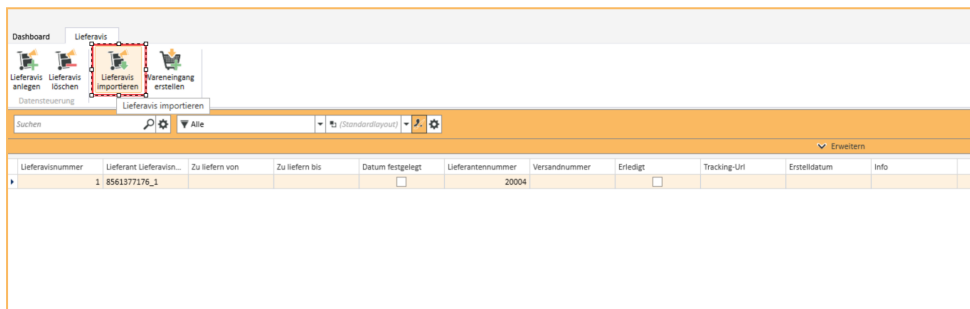 Dashboard Lieferavis
Lieferavis Lieferavis Lieferavis Wareneingang
anlegen löschen importieren erstellen
Datensteuerung
Lieferavis importieren
Suchen Alle (Standardlayout)
Erweitern
Lieferavisnummer Lieferant Lieferavisn... Zu liefern von Zu liefern bis Datum festgelegt Lieferantennummer Versandnummer Erledigt Tracking-Url Erstelldatum Info
1 8561377176_1 20004